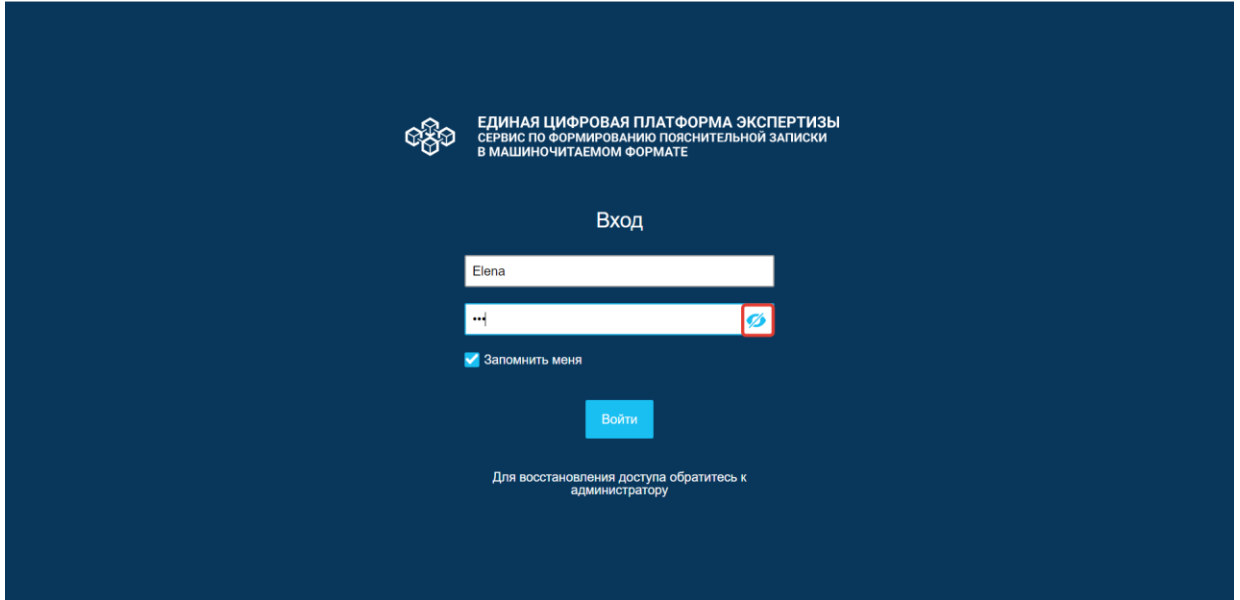 ЕДИНАЯ ЦИФРОВАЯ ПЛАТФОРМА ЭКСПЕРТИЗЫ
СЕРВИС ПО ФОРМИРОВАНИЮ ПОЯСНИТЕЛЬНОЙ ЗАПИСКИ
В МАШИНОЧИТАЕМОМ ФОРМАТЕ
Вход
Elena
•••
Запомнить меня
Войти
Для восстановления доступа обратитесь к
администратору